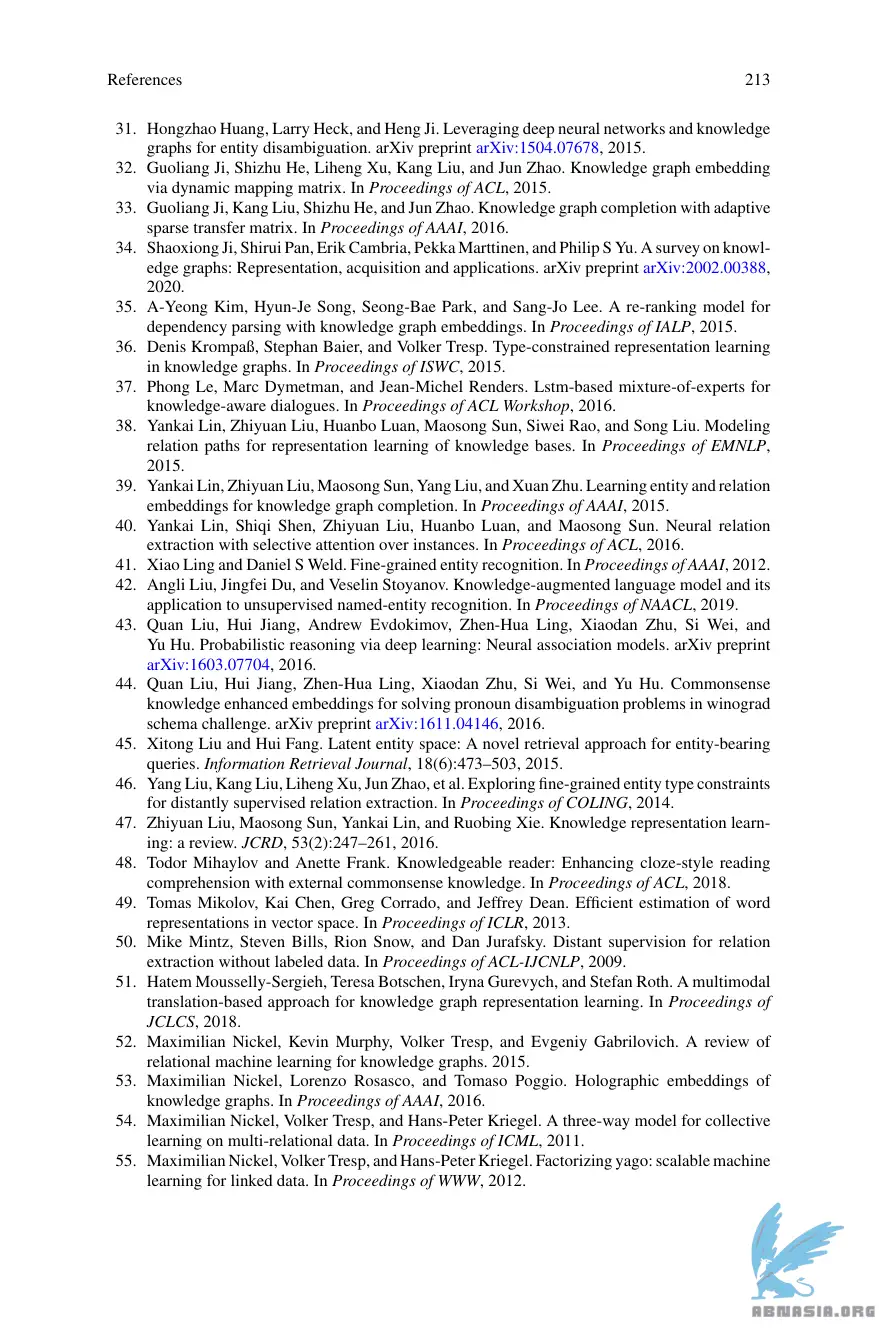 References 213
31. Hongzhao Huang, Larry Heck, and Heng Ji. Leveraging deep neural networks and knowledge
graphs for entity disambiguation. arXiv preprint arXiv:1504.07678, 2015.
32. Guoliang Ji, Shizhu He, Liheng Xu, Kang Liu, and Jun Zhao. Knowledge graph embedding
via dynamic mapping matrix. In Proceedings of ACL, 2015.
33. Guoliang Ji, Kang Liu, Shizhu He, and Jun Zhao. Knowledge graph completion with adaptive
sparse transfer matrix. In Proceedings of AAAI, 2016.
34. Shaoxiong Ji, Shirui Pan, Erik Cambria, Pekka Marttinen, and Philip S Yu. A survey on knowl-
edge graphs: Representation, acquisition and applications. arXiv preprint arXiv:2002.00388,
2020.
35. A-Yeong Kim, Hyun-Je Song, Seong-Bae Park, and Sang-Jo Lee. A re-ranking model for
dependency parsing with knowledge graph embeddings. In Proceedings of IALP, 2015.
36. Denis Krompaß, Stephan Baier, and Volker Tresp. Type-constrained representation learning
in knowledge graphs. In Proceedings of ISWC, 2015.
37. Phong Le, Marc Dymetman, and Jean-Michel Renders. Lstm-based mixture-of-experts for
knowledge-aware dialogues. In Proceedings of ACL Workshop, 2016.
38. Yankai Lin, Zhiyuan Liu, Huanbo Luan, Maosong Sun, Siwei Rao, and Song Liu. Modeling
relation paths for representation learning of knowledge bases. In Proceedings of EMNLP,
2015.
39. Yankai Lin, Zhiyuan Liu, Maosong Sun, Yang Liu, and Xuan Zhu. Learning entity and relation
embeddings for knowledge graph completion. In Proceedings of AAAI, 2015.
40. Yankai Lin, Shiqi Shen, Zhiyuan Liu, Huanbo Luan, and Maosong Sun. Neural relation
extraction with selective attention over instances. In Proceedings of ACL, 2016.
41. Xiao Ling and Daniel S Weld. Fine-grained entity recognition. In Proceedings of AAAI, 2012.
42. Angli Liu, Jingfei Du, and Veselin Stoyanov. Knowledge-augmented language model and its
application to unsupervised named-entity recognition. In Proceedings of NAACL, 2019.
43. Quan Liu, Hui Jiang, Andrew Evdokimov, Zhen-Hua Ling, Xiaodan Zhu, Si Wei, and
Yu Hu. Probabilistic reasoning via deep learning: Neural association models. arXiv preprint
arXiv:1603.07704, 2016.
44. Quan Liu, Hui Jiang, Zhen-Hua Ling, Xiaodan Zhu, Si Wei, and Yu Hu. Commonsense
knowledge enhanced embeddings for solving pronoun disambiguation problems in winograd
schema challenge. arXiv preprint arXiv:1611.04146, 2016.
45. Xitong Liu and Hui Fang. Latent entity space: A novel retrieval approach for entity-bearing
queries. Information Retrieval Journal, 18(6):473–503, 2015.
46. Yang Liu, Kang Liu, Liheng Xu, Jun Zhao, et al. Exploring fine-grained entity type constraints
for distantly supervised relation extraction. In Proceedings of COLING, 2014.
47. Zhiyuan Liu, Maosong Sun, Yankai Lin, and Ruobing Xie. Knowledge representation learn-
ing: a review. JCRD, 53(2):247–261, 2016.
48. Todor Mihaylov and Anette Frank. Knowledgeable reader: Enhancing cloze-style reading
comprehension with external commonsense knowledge. In Proceedings of ACL, 2018.
49. Tomas Mikolov, Kai Chen, Greg Corrado, and Jeffrey Dean. Efficient estimation of word
representations in vector space. In Proceedings of ICLR, 2013.
50. Mike Mintz, Steven Bills, Rion Snow, and Dan Jurafsky. Distant supervision for relation
extraction without labeled data. In Proceedings of ACL-IJCNLP, 2009.
51. Hatem Mousselly-Sergieh, Teresa Botschen, Iryna Gurevych, and Stefan Roth. A multimodal
translation-based approach for knowledge graph representation learning. In Proceedings of
JCLCS, 2018.
52. Maximilian Nickel, Kevin Murphy, Volker Tresp, and Evgeniy Gabrilovich. A review of
relational machine learning for knowledge graphs. 2015.
53. Maximilian Nickel, Lorenzo Rosasco, and Tomaso Poggio. Holographic embeddings of
knowledge graphs. In Proceedings of AAAI, 2016.
54. Maximilian Nickel, Volker Tresp, and Hans-Peter Kriegel. A three-way model for collective
learning on multi-relational data. In Proceedings of ICML, 2011.
55. Maximilian Nickel, Volker Tresp, and Hans-Peter Kriegel. Factorizing yago: scalable machine
learning for linked data. In Proceedings of WWW, 2012.
ABNASIA.ORG